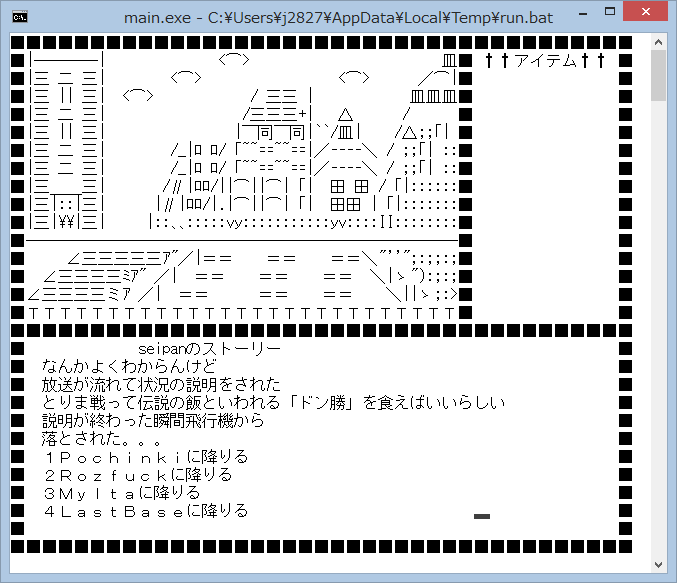 main.exe - C:¥Users¥j2827¥AppData¥Local¥Temp¥run.bat
††アイテム††
seipanのストーリー
なんかよくわからんけど
放送が流れて状況の説明をされた
とりま戦って伝説の飯といわれる「ドン勝」を食えばいいらしい
説明が終わった瞬間飛行機から
落とされた。。。
１Ｐｏｃｈｉｎｋｉに降りる
２Ｒｏｚｆｕｃｋに降りる
３Ｍｙｌｔａに降りる
４ＬａｓｔＢａｓｅに降りる